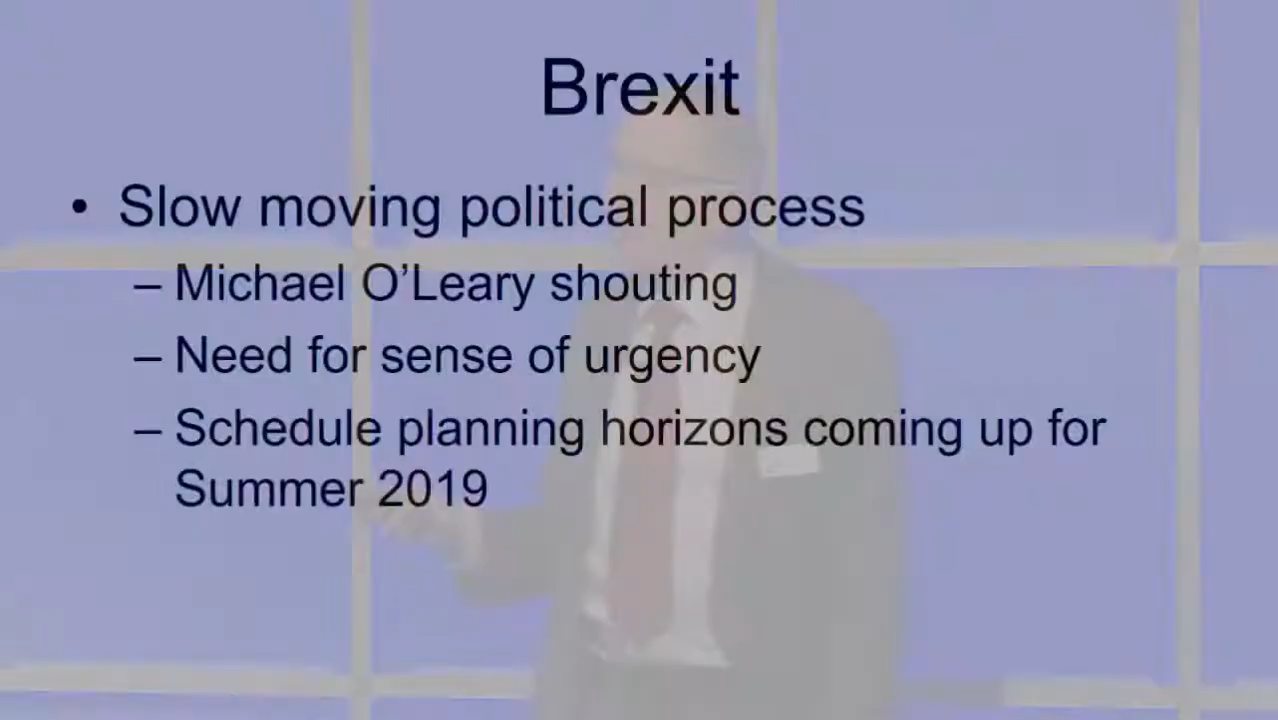 Brexit
• Slow moving political process
– Michael O’Leary shouting
– Need for sense of urgency
– Schedule planning horizons coming up for
Summer 2019